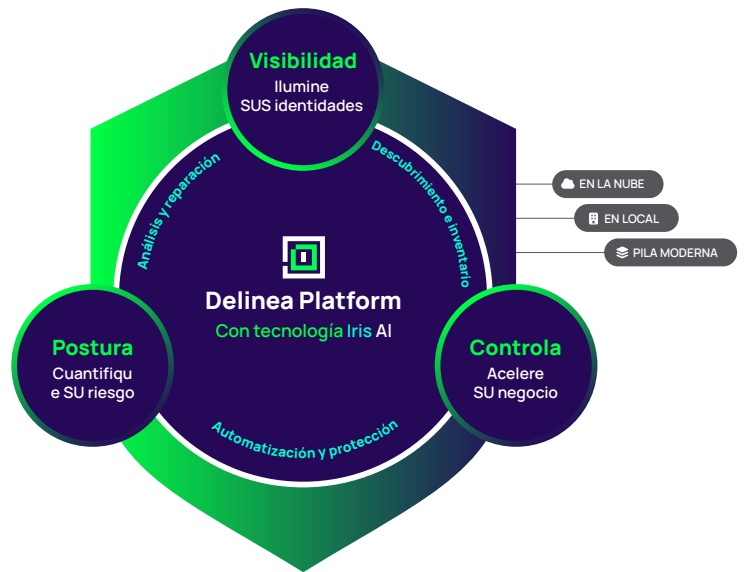 Visibilidad
Ilumine
SUS identidades
Análisis y reparación
Descubrimiento e inventario
EN LA NUBE
EN LOCAL
PILA MODERNA
Delinea Platform
Con tecnología Iris AI
Postura
Cuantifiqu
e SU riesgo
Controla
Acelere
SU negocio
Automatización y protección